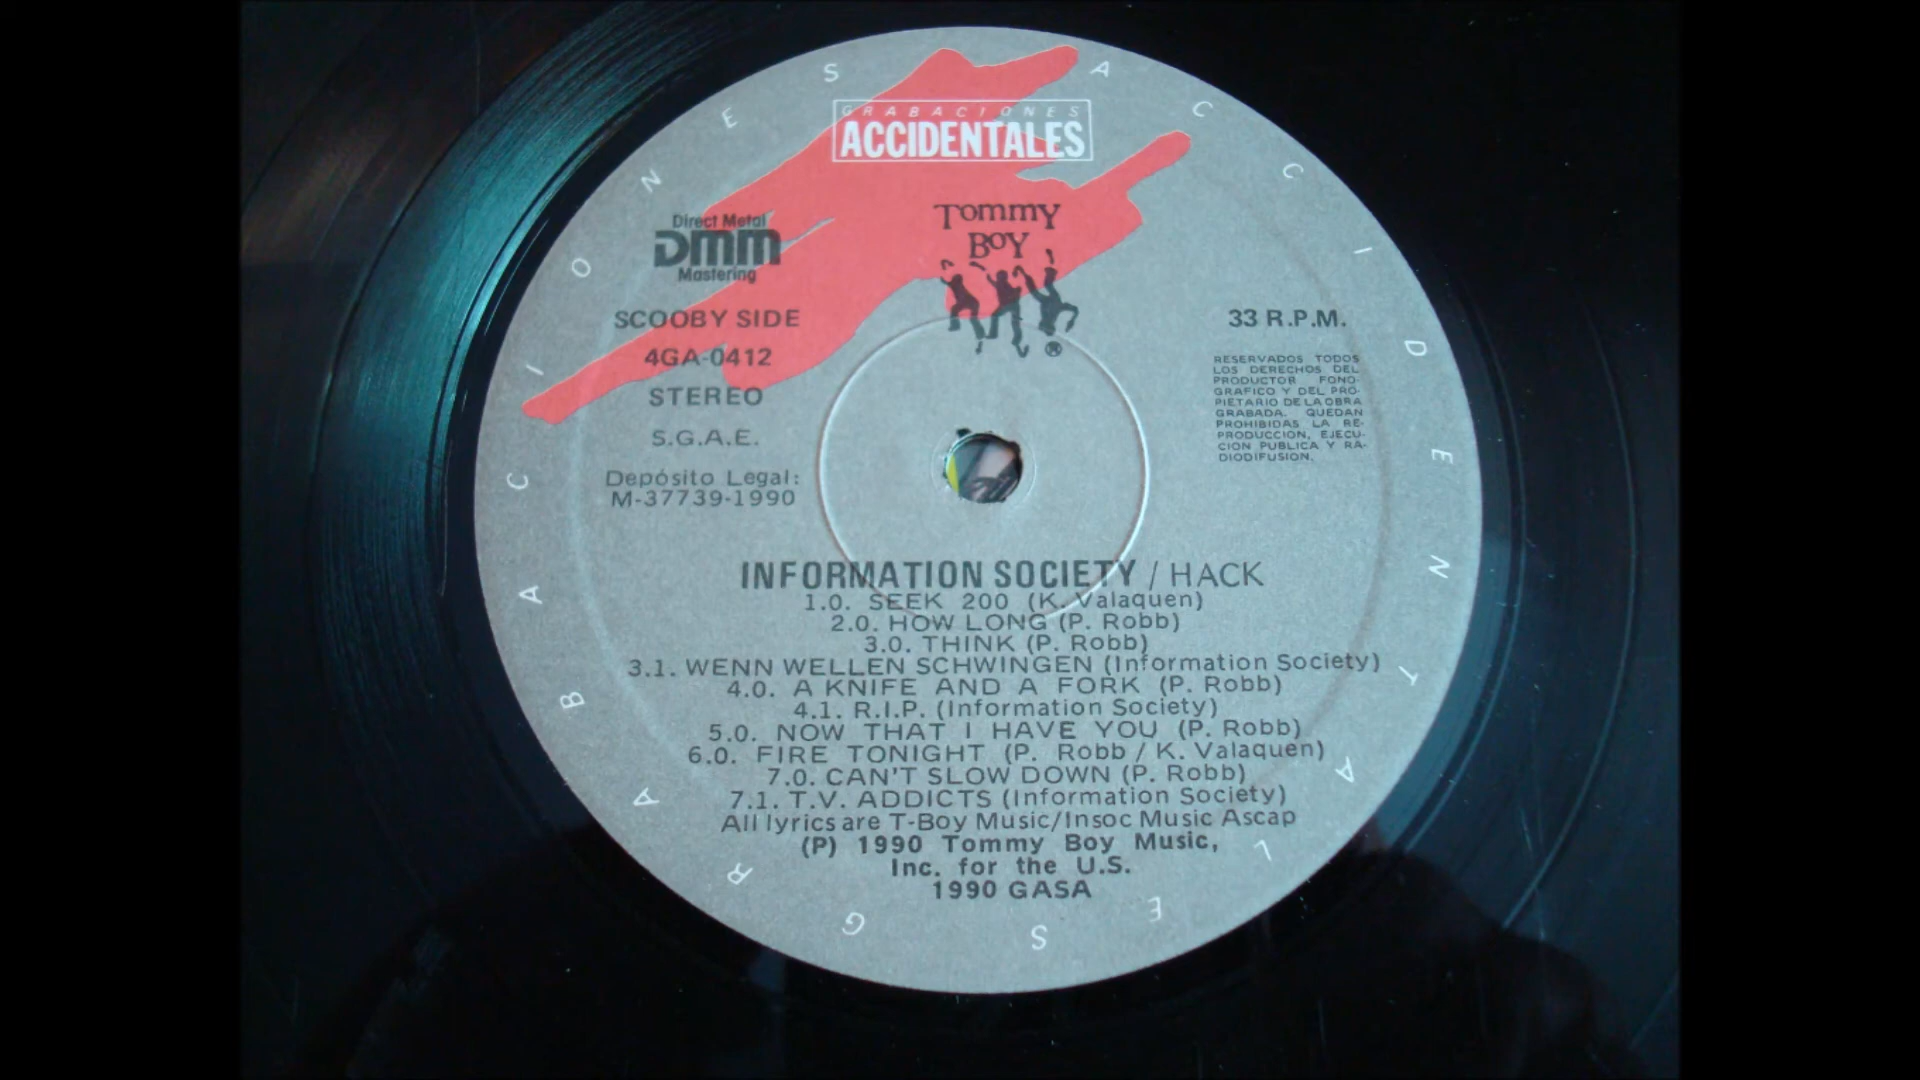 GRABACIONES ACCIDENTALES
GRABACIONES
ACCIDENTALES
Tommy
Boy
®
Direct Metal
DMM
Mastering
SCOOBY SIDE
4GA-0412
STEREO
S.G.A.E.
Depósito Legal:
M-37739-1990
33 R.P.M.
RESERVADOS TODOS
LOS DERECHOS DEL
PRODUCTOR FONO-
GRAFICO Y DEL PRO-
PIETARIO DE LA OBRA
GRABADA. QUEDAN
PROHIBIDAS LA RE-
PRODUCCION, EJECU-
CION PUBLICA Y RA-
DIODIFUSION.
INFORMATION SOCIETY / HACK
1.0. SEEK 200 (K. Valaquen)
2.0. HOW LONG (P. Robb)
3.0. THINK (P. Robb)
3.1. WENN WELLEN SCHWINGEN (Information Society)
4.0. A KNIFE AND A FORK (P. Robb)
4.1. R.I.P. (Information Society)
5.0. NOW THAT I HAVE YOU (P. Robb)
6.0. FIRE TONIGHT (P. Robb / K. Valaquen)
7.0. CAN'T SLOW DOWN (P. Robb)
7.1. T.V. ADDICTS (Information Society)
All lyrics are T-Boy Music/Insoc Music Ascap
(P) 1990 Tommy Boy Music,
Inc. for the U.S.
1990 GASA